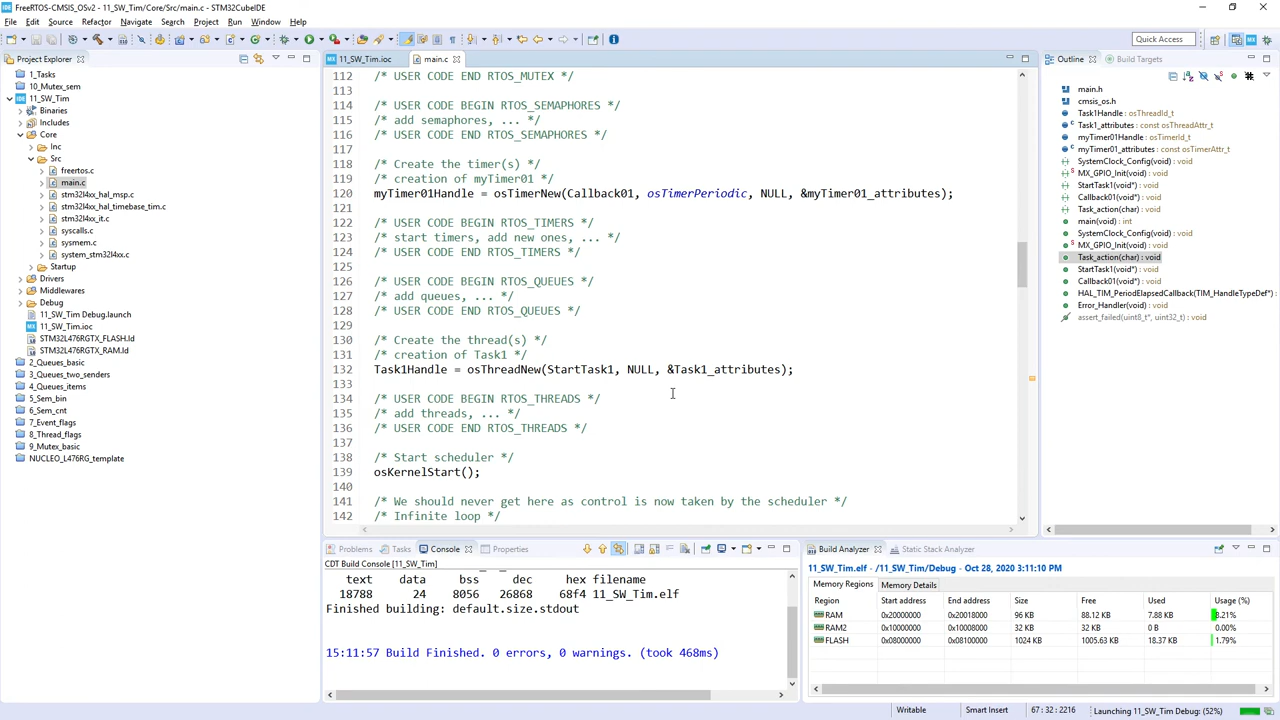 FreeRTOS-CMSIS_OSv2 - 11_SW_Tim/Core/Src/main.c - STM32CubeIDE
File Edit Source Refactor Navigate Search Project Run Window Help
Quick Access
Project Explorer
1_Tasks
10_Mutex_sem
11_SW_Tim
Binaries
Includes
Core
Inc
Src
freertos.c
main.c
stm32l4xx_hal_msp.c
stm32l4xx_hal_timebase_tim.c
stm32l4xx_it.c
syscalls.c
sysmem.c
system_stm32l4xx.c
Startup
Drivers
Middlewares
Debug
11_SW_Tim Debug.launch
11_SW_Tim.ioc
STM32L476RGTX_FLASH.ld
STM32L476RGTX_RAM.ld
2_Queues_basic
3_Queues_two_senders
4_Queues_items
5_Sem_bin
6_Sem_cnt
7_Event_flags
8_Thread_flags
9_Mutex_basic
NUCLEO_L476RG_template
11_SW_Tim.ioc main.c
112 /* USER CODE END RTOS_MUTEX */
113
114 /* USER CODE BEGIN RTOS_SEMAPHORES */
115 /* add semaphores, ... */
116 /* USER CODE END RTOS_SEMAPHORES */
117
118 /* Create the timer(s) */
119 /* creation of myTimer01 */
120 myTimer01Handle = osTimerNew(Callback01, osTimerPeriodic, NULL, &myTimer01_attributes);
121
122 /* USER CODE BEGIN RTOS_TIMERS */
123 /* start timers, add new ones, ... */
124 /* USER CODE END RTOS_TIMERS */
125
126 /* USER CODE BEGIN RTOS_QUEUES */
127 /* add queues, ... */
128 /* USER CODE END RTOS_QUEUES */
129
130 /* Create the thread(s) */
131 /* creation of Task1 */
132 Task1Handle = osThreadNew(StartTask1, NULL, &Task1_attributes);
133
134 /* USER CODE BEGIN RTOS_THREADS */
135 /* add threads, ... */
136 /* USER CODE END RTOS_THREADS */
137
138 /* Start scheduler */
139 osKernelStart();
140
141 /* We should never get here as control is now taken by the scheduler */
142 /* Infinite loop */
Outline Build Targets
main.h
cmsis_os.h
Task1Handle : osThreadId_t
Task1_attributes : const osThreadAttr_t
myTimer01Handle : osTimerId_t
myTimer01_attributes : const osTimerAttr_t
SystemClock_Config(void) : void
MX_GPIO_Init(void) : void
StartTask1(void*) : void
Callback01(void*) : void
Task_action(char) : void
main(void) : int
SystemClock_Config(void) : void
MX_GPIO_Init(void) : void
Task_action(char) : void
StartTask1(void*) : void
Callback01(void*) : void
HAL_TIM_PeriodElapsedCallback(TIM_HandleTypeDef*) :
Error_Handler(void) : void
assert_failed(uint8_t*, uint32_t) : void
Problems Tasks Console Properties
CDT Build Console [11_SW_Tim]
text data bss dec hex filename
18788 24 8056 26868 68f4 11_SW_Tim.elf
Finished building: default.size.stdout
15:11:57 Build Finished. 0 errors, 0 warnings. (took 468ms)
Build Analyzer Static Stack Analyzer
11_SW_Tim.elf - /11_SW_Tim/Debug - Oct 28, 2020 3:11:10 PM
Memory Regions Memory Details
Region Start address End address Size Free Used Usage (%)
RAM 0x20000000 0x20018000 96 KB 88.12 KB 7.88 KB 8.21%
RAM2 0x10000000 0x10008000 32 KB 32 KB 0 B 0.00%
FLASH 0x08000000 0x08100000 1024 KB 1005.63 KB 18.37 KB 1.79%
Writable Smart Insert 67 : 32 : 2216 Launching 11_SW_Tim Debug: (52%)